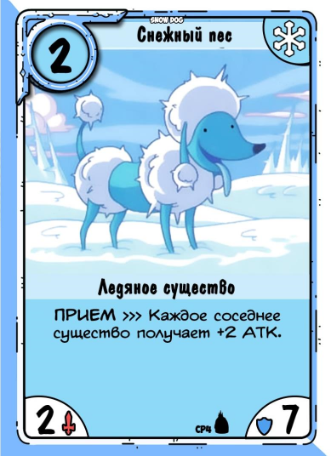 SNOW DOG
2
Снежный пес
Ледяное существо
ПРИЕМ >>> Каждое соседнее
существо получает +2 АТК.
2
CP4
7